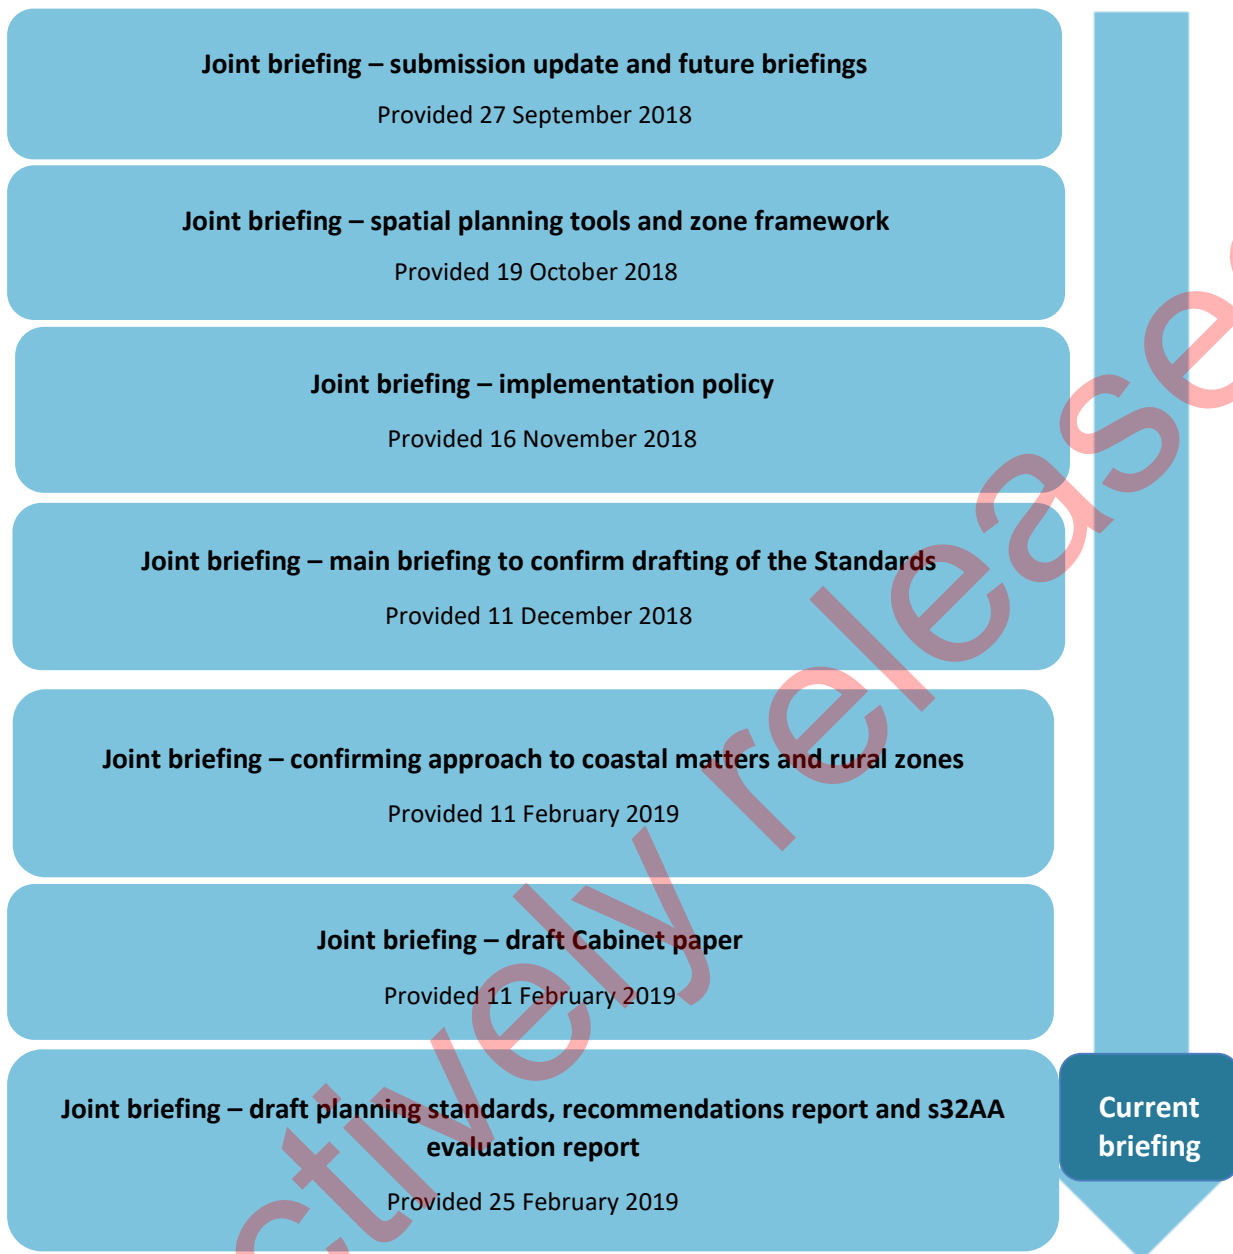 Joint briefing – submission update and future briefings
Provided 27 September 2018
Joint briefing – spatial planning tools and zone framework
Provided 19 October 2018
Joint briefing – implementation policy
Provided 16 November 2018
Joint briefing – main briefing to confirm drafting of the Standards
Provided 11 December 2018
Joint briefing – confirming approach to coastal matters and rural zones
Provided 11 February 2019
Joint briefing – draft Cabinet paper
Provided 11 February 2019
Joint briefing – draft planning standards, recommendations report and s32AA
evaluation report
Provided 25 February 2019
Current
briefing
ctively release